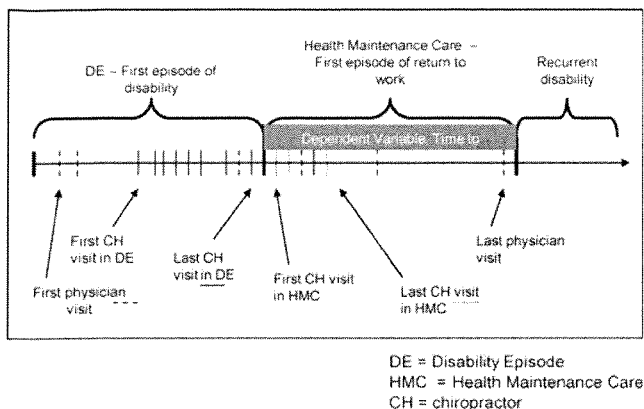 Health Maintenance Care –
First episode of return to
work
DE – First episode of
disability
Recurrent
disability
Dependent Variable: Time to
First CH
visit in DE
Last CH
visit in DE
Last physician
visit
First physician
visit
First CH visit
in HMC
Last CH visit
in HMC
DE = Disability Episode
HMC = Health Maintenance Care
CH = chiropractor